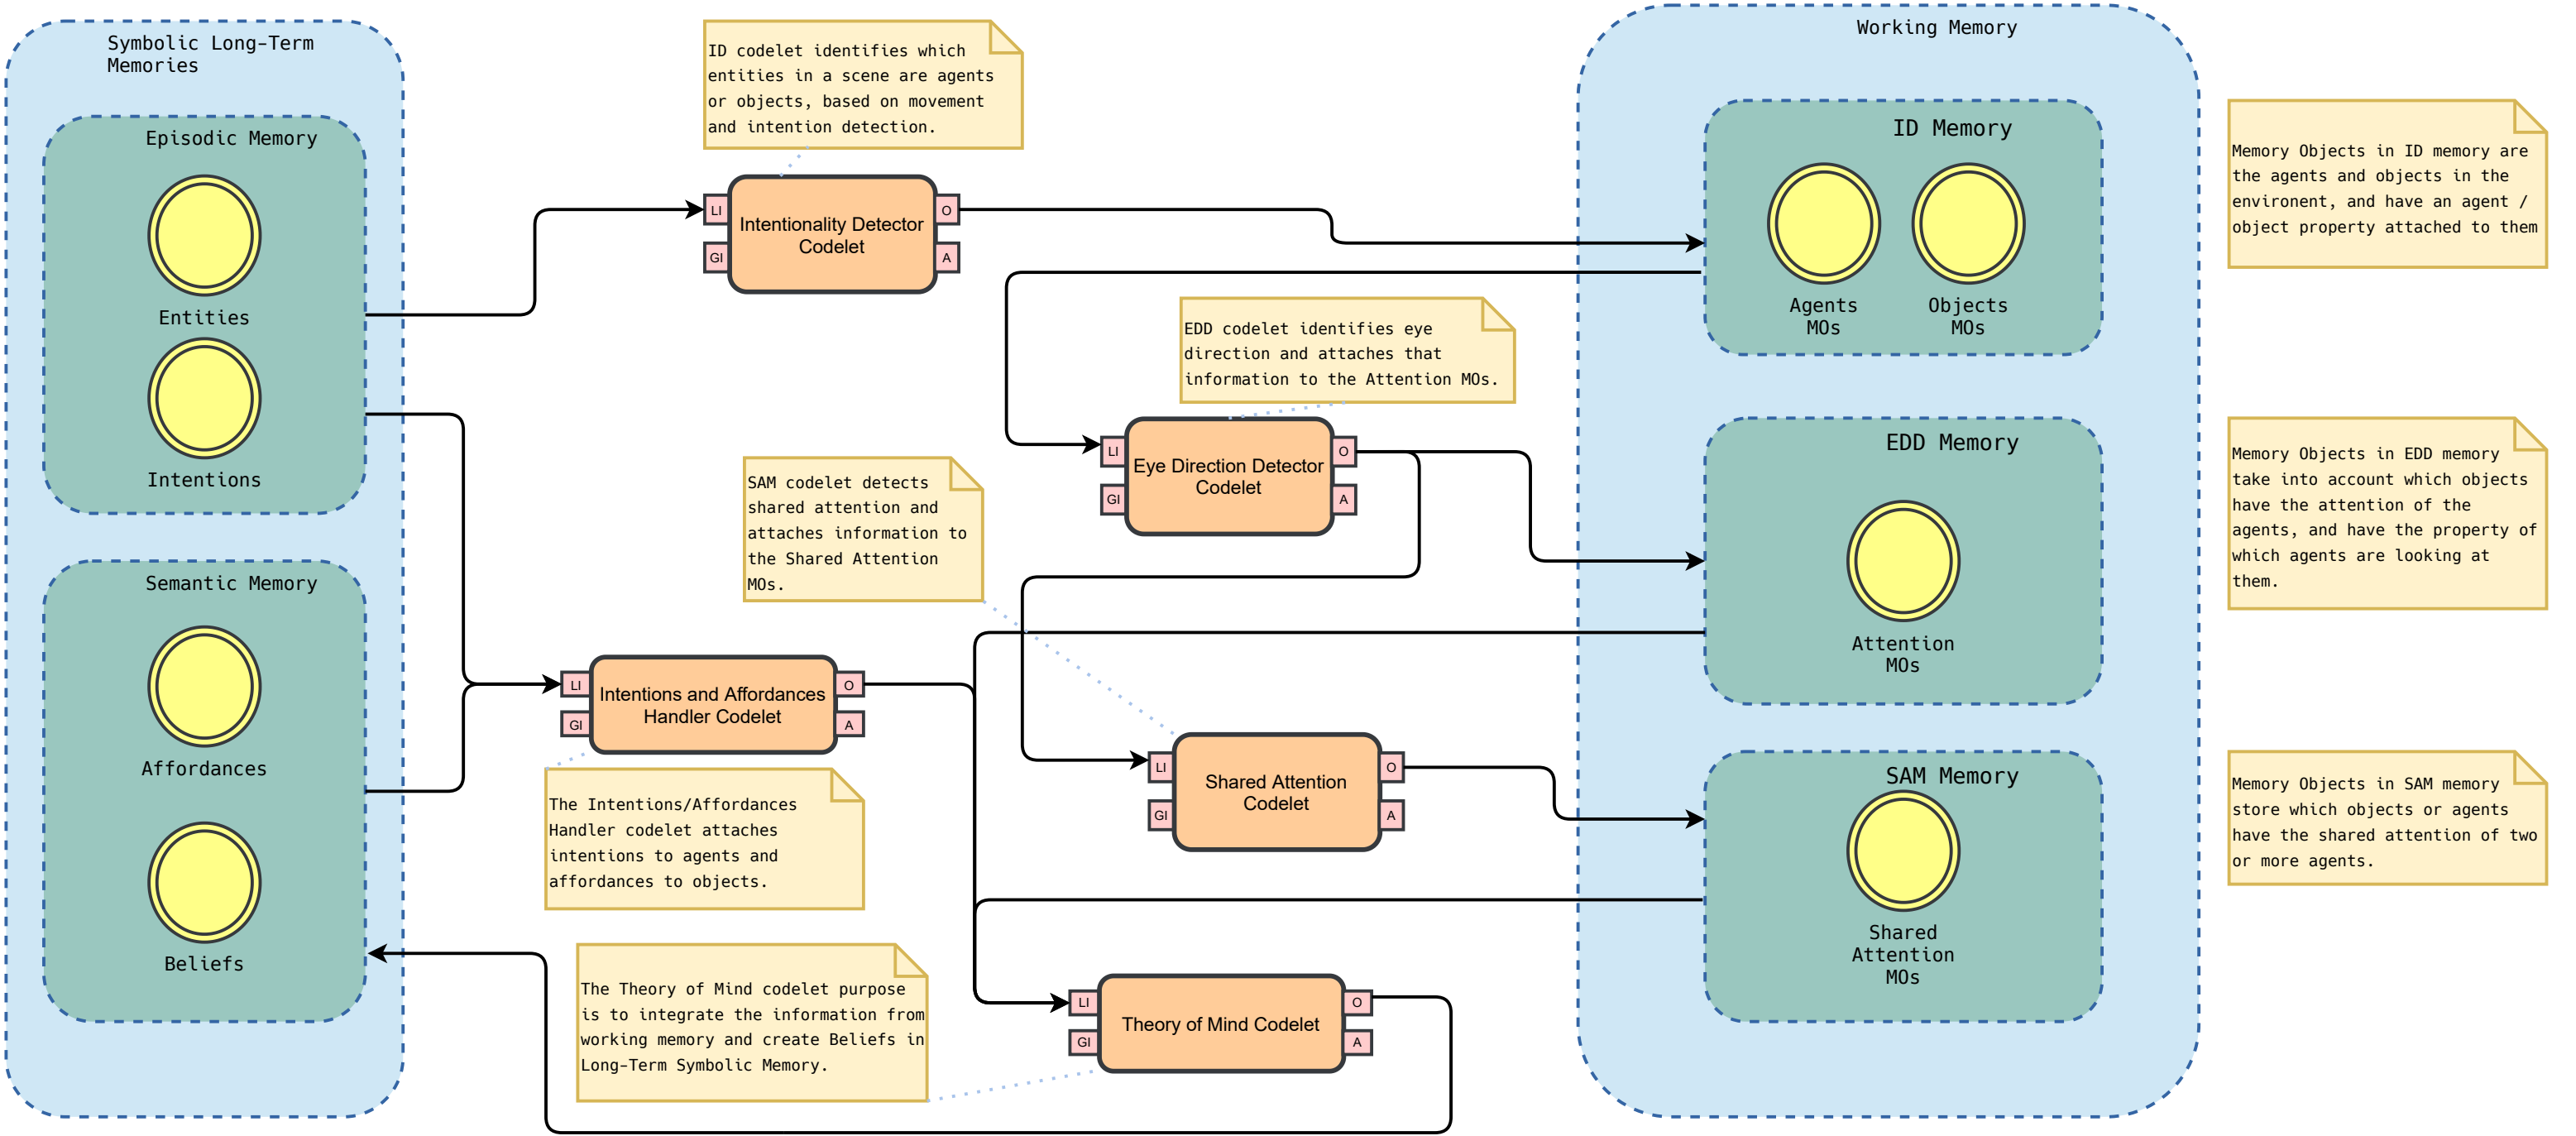 Symbolic Long-Term
Memories
Episodic Memory
Entities
Intentions
Semantic Memory
Affordances
Beliefs
ID codelet identifies which
entities in a scene are agents
or objects, based on movement
and intention detection.
LI
GI
Intentionality Detector
Codelet
O
A
EDD codelet identifies eye
direction and attaches that
information to the Attention MOs.
LI
GI
Eye Direction Detector
Codelet
O
A
SAM codelet detects
shared attention and
attaches information to
the Shared Attention
MOs.
LI
GI
Intentions and Affordances
Handler Codelet
O
A
The Intentions/Affordances
Handler codelet attaches
intentions to agents and
affordances to objects.
LI
GI
Shared Attention
Codelet
O
A
The Theory of Mind codelet purpose
is to integrate the information from
working memory and create Beliefs in
Long-Term Symbolic Memory.
LI
GI
Theory of Mind Codelet
O
A
Working Memory
ID Memory
Agents
MOs
Objects
MOs
EDD Memory
Attention
MOs
SAM Memory
Shared
Attention
MOs
Memory Objects in ID memory are
the agents and objects in the
environent, and have an agent /
object property attached to them
Memory Objects in EDD memory
take into account which objects
have the attention of the
agents, and have the property of
which agents are looking at
them.
Memory Objects in SAM memory
store which objects or agents
have the shared attention of two
or more agents.